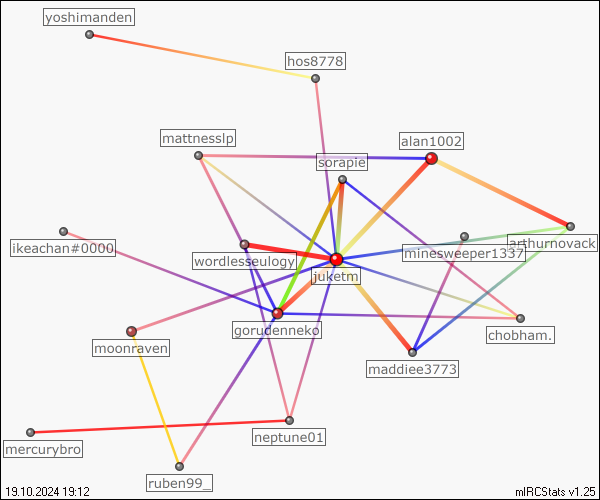 yoshimanden
hos8778
mattnesslp
alan1002
sorapie
ikeachan#0000
wordlesseulogy
minesweeper1337
arthurnovack
juketm
gorudenneko
chobham.
moonraven
maddiee3773
mercurybro
neptune01
ruben99_
19.10.2024 19:12
mIRCStats v1.25